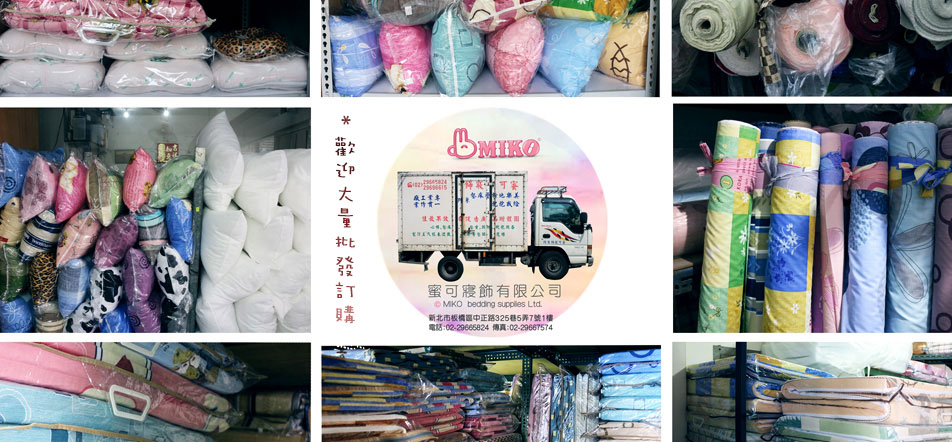 *歡迎大量批發訂購
MIKO
蜜可寢飾有限公司
© MIKO bedding supplies Ltd.
新北市板橋區中正路325巷5弄7號1樓
電話:02-29665824 傳真:02-29667574